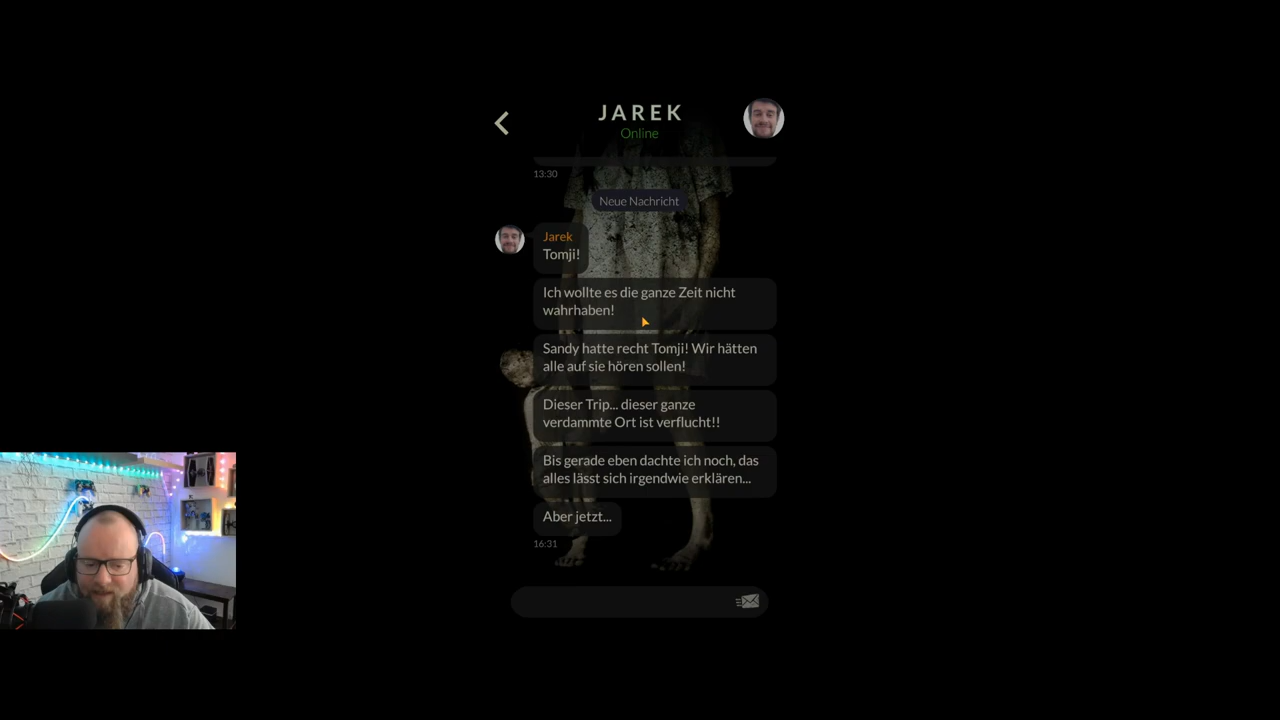 JAREK
Online
13:30
Neue Nachricht
Jarek
Tomji!
Ich wollte es die ganze Zeit nicht
wahrhaben!
Sandy hatte recht Tomji! Wir hätten
alle auf sie hören sollen!
Dieser Trip... dieser ganze
verdammte Ort ist verflucht!!
Bis gerade eben dachte ich noch, das
alles lässt sich irgendwie erklären...
Aber jetzt...
16:31